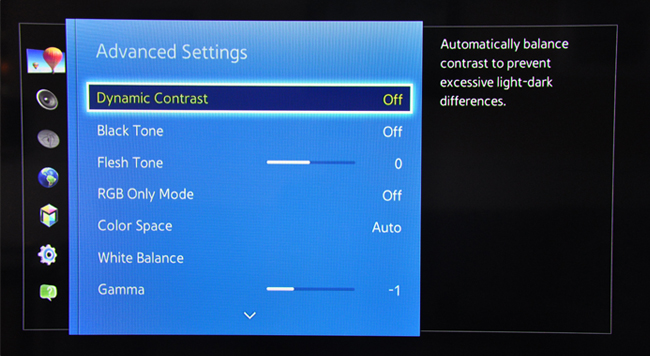 Advanced Settings
Dynamic Contrast Off
Black Tone Off
Flesh Tone 0
RGB Only Mode Off
Color Space Auto
White Balance
Gamma -1
Automatically balance
contrast to prevent
excessive light-dark
differences.
?